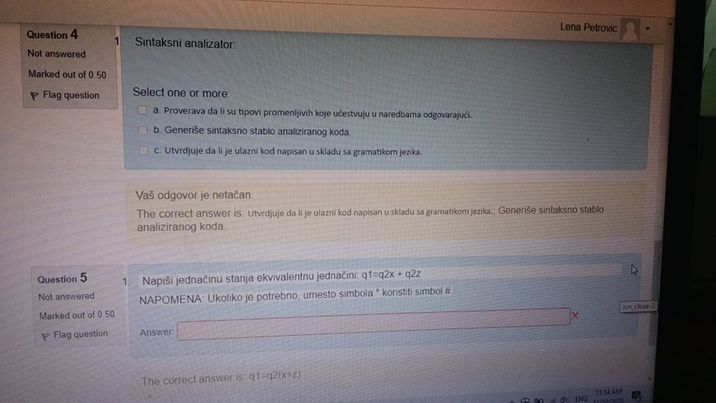 Lena Petrovic
Question 4
Not answered
Marked out of 0.50
Flag question
1. Sintaksni analizator:
Select one or more:
a. Proverava da li su tipovi promenljivih koje učestvuju u naredbama odgovarajući.
b. Generiše sintaksno stablo analiziranog koda.
c. Utvrdjuje da li je ulazni kod napisan u skladu sa gramatikom jezika.
Vaš odgovor je netačan.
The correct answer is: Utvrdjuje da li je ulazni kod napisan u skladu sa gramatikom jezika., Generiše sintaksno stablo
analiziranog koda.
Question 5
Not answered
Marked out of 0.50
Flag question
1. Napiši jednačinu stanja ekvivalentnu jednačini: q1=q2x + q2z
NAPOMENA: Ukoliko je potrebno, umesto simbola * koristiti simbol #.
icn_close-2
Answer:
The correct answer is: q1=q2(x+z)
ENG
11:54 AM